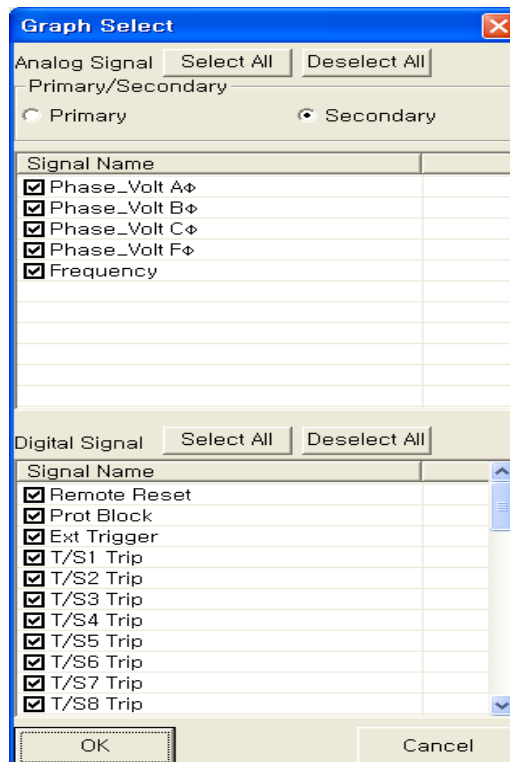 Graph Select
Analog Signal Select All Deselect All
Primary/Secondary
Primary Secondary
Signal Name
Phase_Volt AΦ
Phase_Volt BΦ
Phase_Volt CΦ
Phase_Volt FΦ
Frequency
Digital Signal Select All Deselect All
Signal Name
Remote Reset
Prot Block
Ext Trigger
T/S1 Trip
T/S2 Trip
T/S3 Trip
T/S4 Trip
T/S5 Trip
T/S6 Trip
T/S7 Trip
T/S8 Trip
OK Cancel